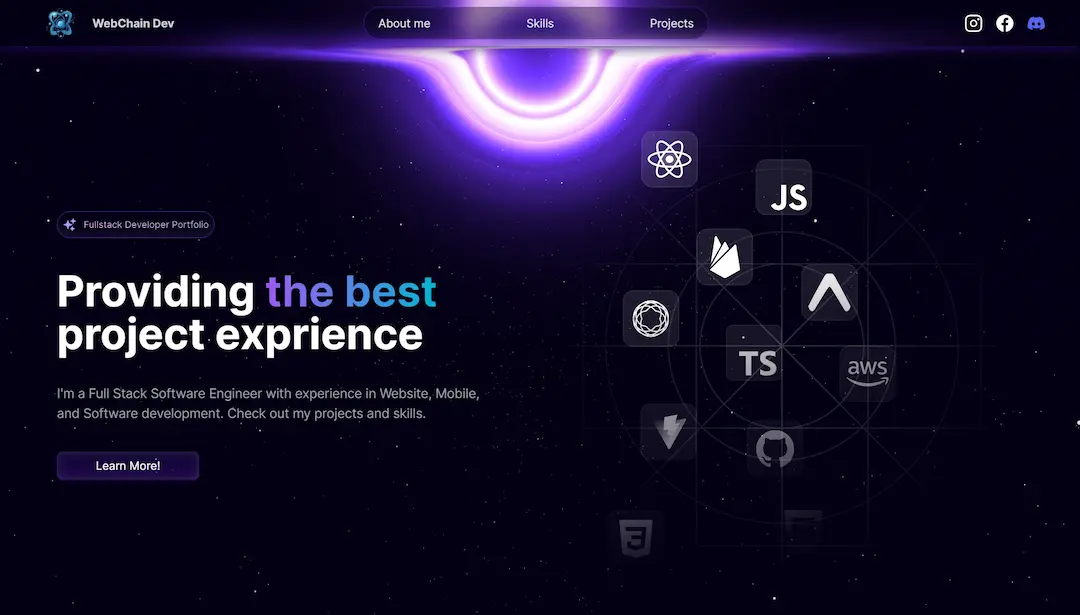 WebChain Dev
About me
Skills
Projects
Fullstack Developer Portfolio
Providing the best
project exprience
I'm a Full Stack Software Engineer with experience in Website, Mobile,
and Software development. Check out my projects and skills.
Learn More!
JS
TS
aws
3